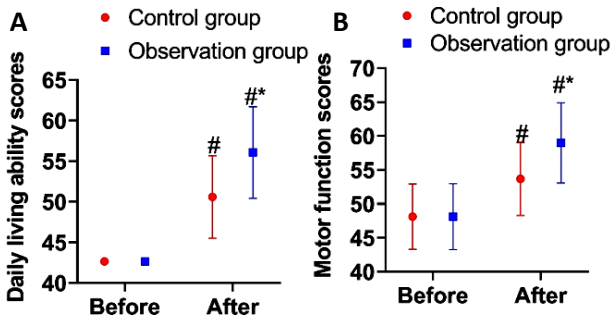 A
Control group
Observation group
Daily living ability scores
65
60
55
50
45
40
#
#*
Before
After
B
Control group
Observation group
Motor function scores
70
65
60
55
50
45
40
#
#*
Before
After